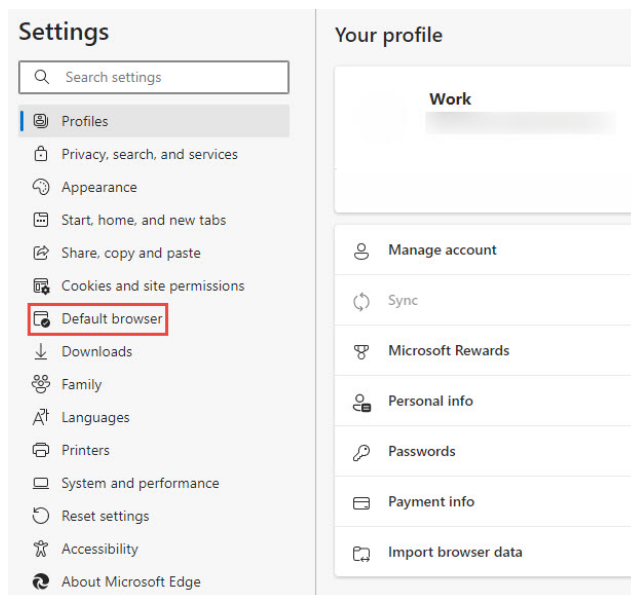 Settings
Search settings
Profiles
Privacy, search, and services
Appearance
Start, home, and new tabs
Share, copy and paste
Cookies and site permissions
Default browser
Downloads
Family
Languages
Printers
System and performance
Reset settings
Accessibility
About Microsoft Edge
Your profile
Work
Manage account
Sync
Microsoft Rewards
Personal info
Passwords
Payment info
Import browser data